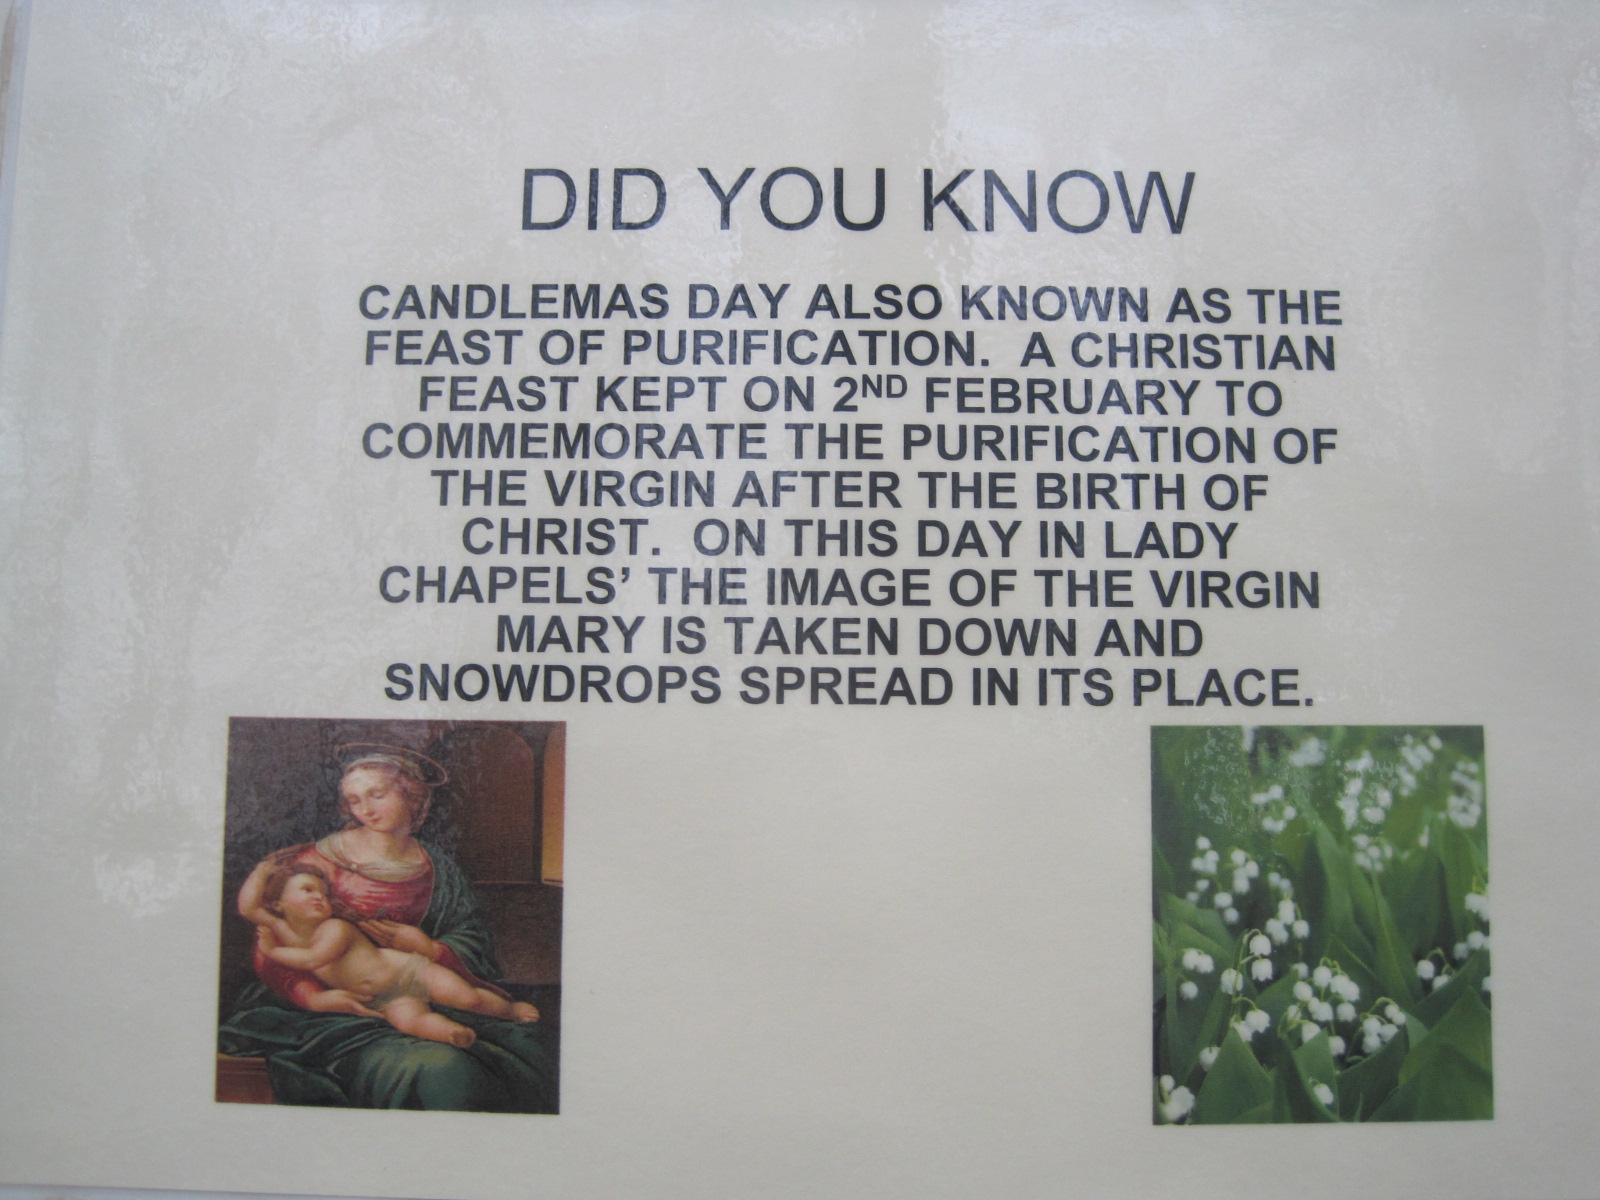 DID YOU KNOW
CANDLEMAS DAY ALSO KNOWN AS THE
FEAST OF PURIFICATION. A CHRISTIAN
FEAST KEPT ON 2ND FEBRUARY TO
COMMEMORATE THE PURIFICATION OF
THE VIRGIN AFTER THE BIRTH OF
CHRIST. ON THIS DAY IN LADY
CHAPELS’ THE IMAGE OF THE VIRGIN
MARY IS TAKEN DOWN AND
SNOWDROPS SPREAD IN ITS PLACE.